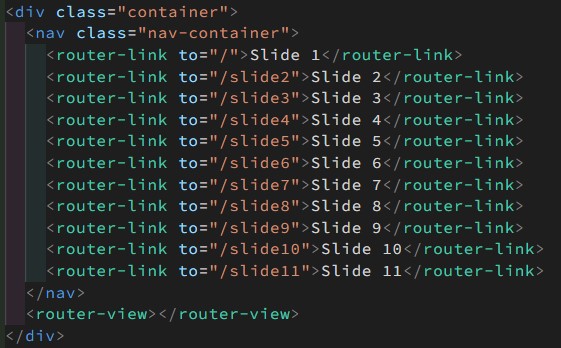 <div class="container">
<nav class="nav-container">
<router-link to="/">Slide 1</router-link>
<router-link to="/slide2">Slide 2</router-link>
<router-link to="/slide3">Slide 3</router-link>
<router-link to="/slide4">Slide 4</router-link>
<router-link to="/slide5">Slide 5</router-link>
<router-link to="/slide6">Slide 6</router-link>
<router-link to="/slide7">Slide 7</router-link>
<router-link to="/slide8">Slide 8</router-link>
<router-link to="/slide9">Slide 9</router-link>
<router-link to="/slide10">Slide 10</router-link>
<router-link to="/slide11">Slide 11</router-link>
</nav>
<router-view></router-view>
</div>